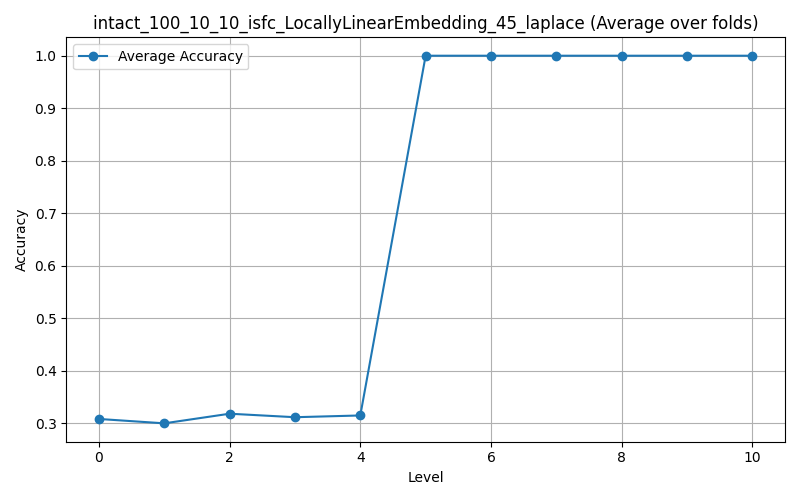 intact_100_10_10_isfc_LocallyLinearEmbedding_45_laplace (Average over folds)
Average Accuracy
1.0
0.9
0.8
0.7
0.6
0.5
0.4
0.3
Accuracy
0 2 4 6 8 10
Level